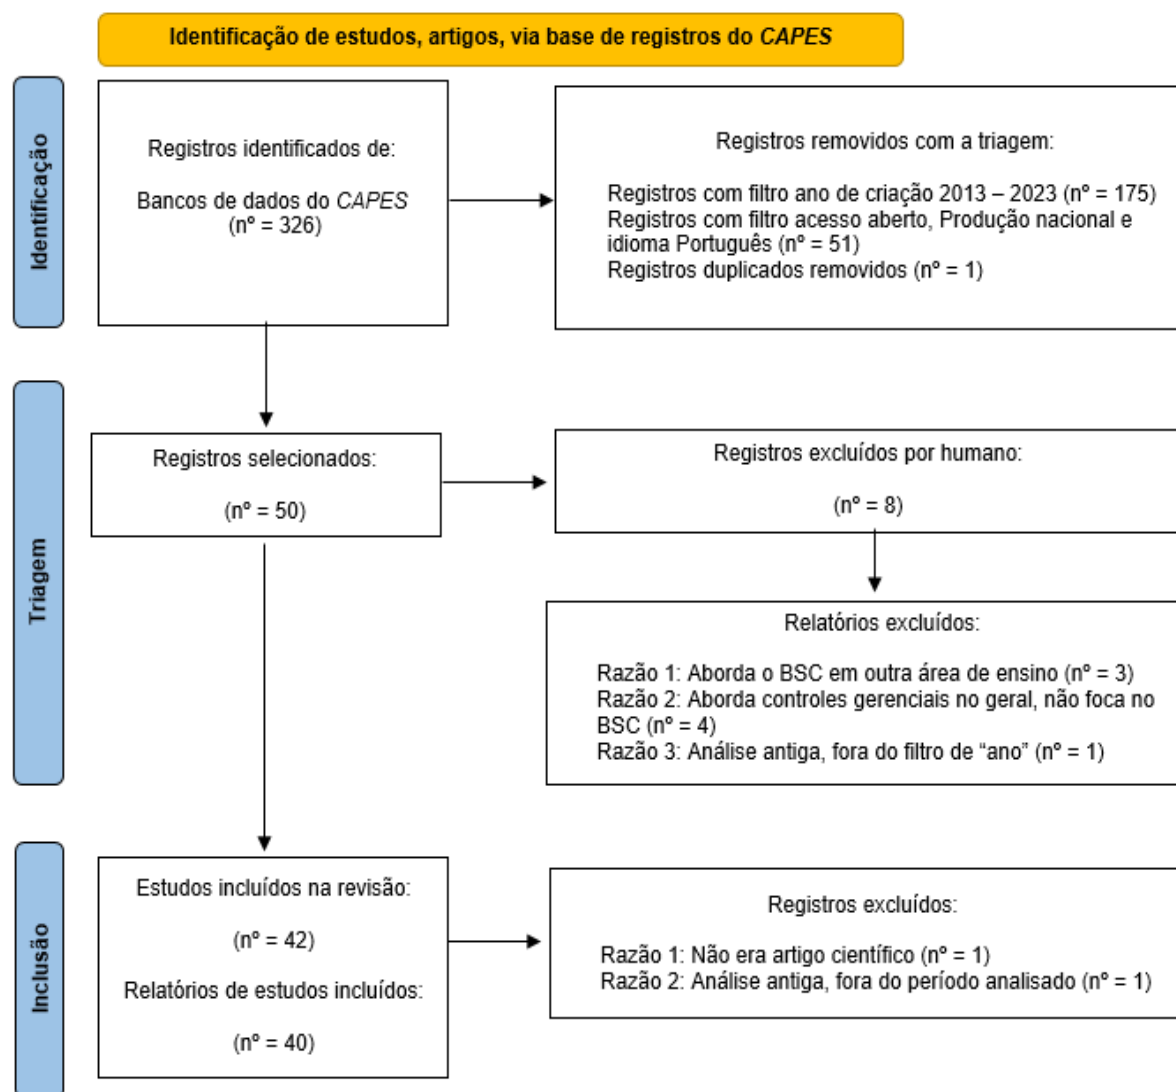 Identificação de estudos, artigos, via base de registros do CAPES
Identificação
Registros identificados de:
Bancos de dados do CAPES
(nº = 326)
Registros removidos com a triagem:
Registros com filtro ano de criação 2013 – 2023 (nº = 175)
Registros com filtro acesso aberto, Produção nacional e
idioma Português (nº = 51)
Registros duplicados removidos (nº = 1)
Triagem
Registros selecionados:
(nº = 50)
Registros excluídos por humano:
(nº = 8)
Relatórios excluídos:
Razão 1: Aborda o BSC em outra área de ensino (nº = 3)
Razão 2: Aborda controles gerenciais no geral, não foca no
BSC (nº = 4)
Razão 3: Análise antiga, fora do filtro de “ano” (nº = 1)
Inclusão
Estudos incluídos na revisão:
(nº = 42)
Relatórios de estudos incluídos:
(nº = 40)
Registros excluídos:
Razão 1: Não era artigo científico (nº = 1)
Razão 2: Análise antiga, fora do período analisado (nº = 1)